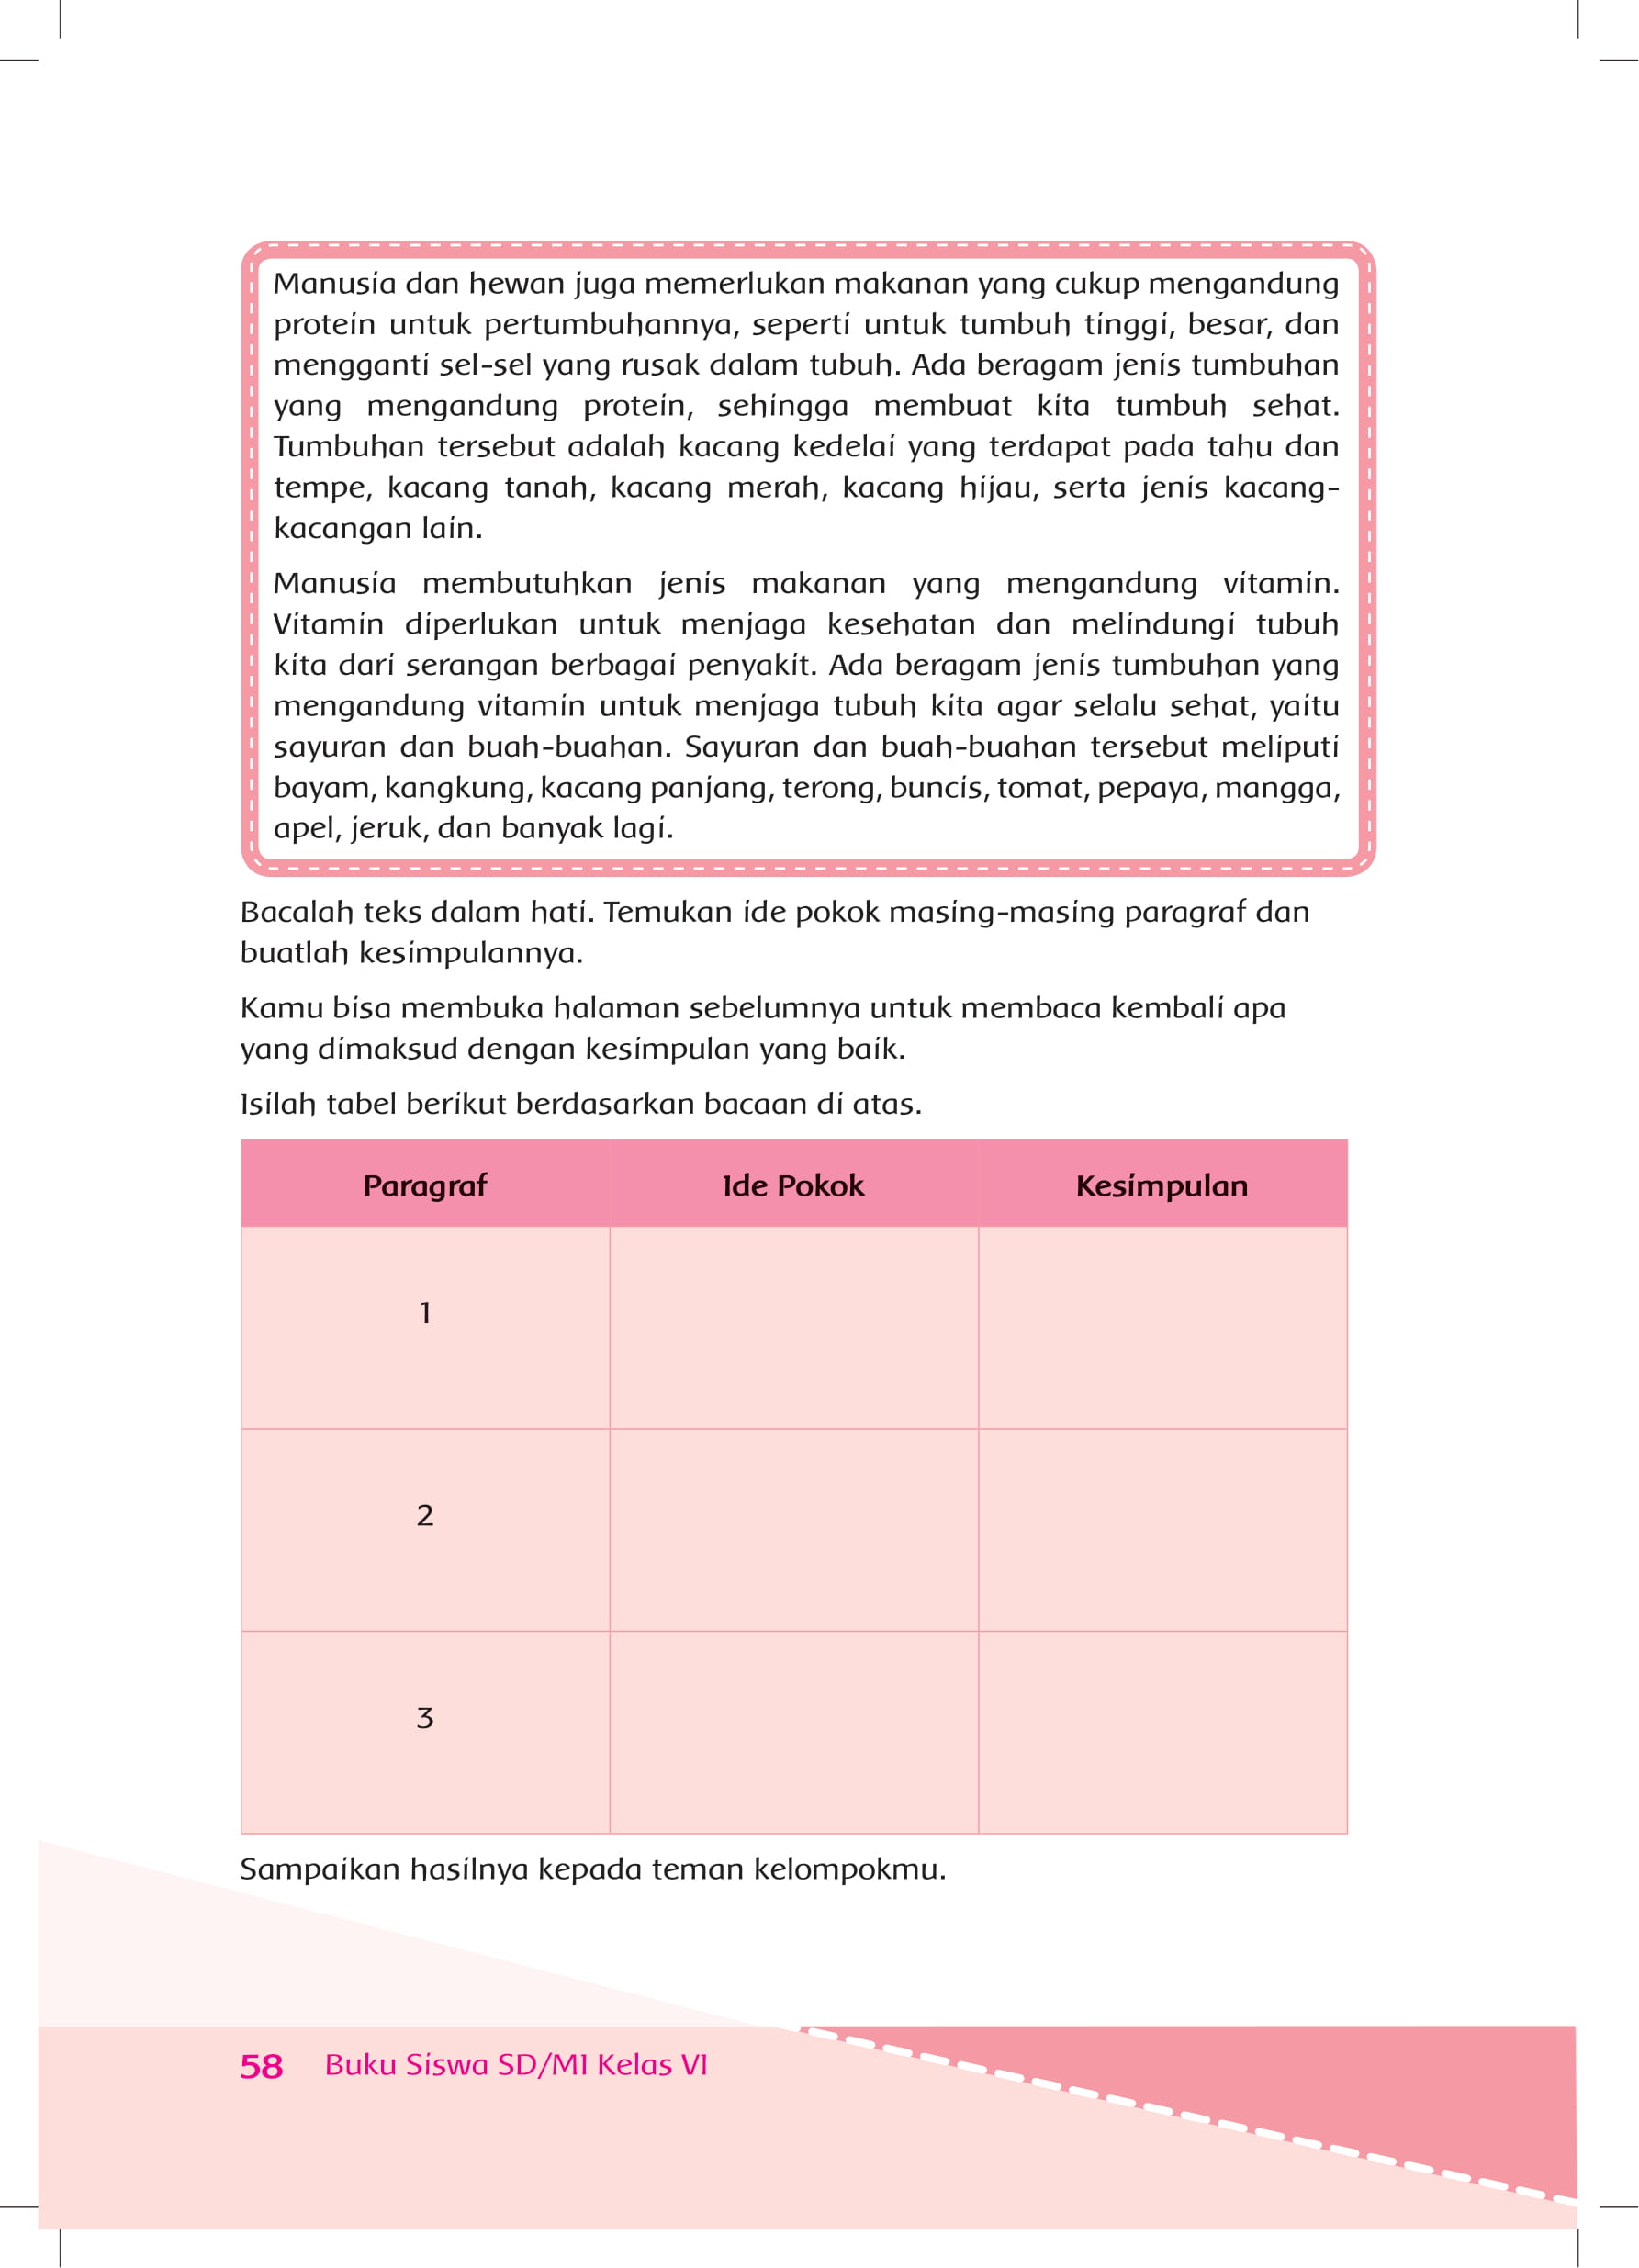 Manusia dan hewan juga memerlukan makanan yang cukup mengandung
protein untuk pertumbuhannya, seperti untuk tumbuh tinggi, besar, dan
mengganti sel-sel yang rusak dalam tubuh. Ada beragam jenis tumbuhan
yang mengandung protein, sehingga membuat kita tumbuh sehat.
Tumbuhan tersebut adalah kacang kedelai yang terdapat pada tahu dan
tempe, kacang tanah, kacang merah, kacang hijau, serta jenis kacang-
kacangan lain.
Manusia membutuhkan jenis makanan yang mengandung vitamin.
Vitamin diperlukan untuk menjaga kesehatan dan melindungi tubuh
kita dari serangan berbagai penyakit. Ada beragam jenis tumbuhan yang
mengandung vitamin untuk menjaga tubuh kita agar selalu sehat, yaitu
sayuran dan buah-buahan. Sayuran dan buah-buahan tersebut meliputi
bayam, kangkung, kacang panjang, terong, buncis, tomat, pepaya, mangga,
apel, jeruk, dan banyak lagi.
Bacalah teks dalam hati. Temukan ide pokok masing-masing paragraf dan
buatlah kesimpulannya.
Kamu bisa membuka halaman sebelumnya untuk membaca kembali apa
yang dimaksud dengan kesimpulan yang baik.
Isilah tabel berikut berdasarkan bacaan di atas.
Paragraf Ide Pokok Kesimpulan
1
2
3
Sampaikan hasilnya kepada teman kelompokmu.
58 Buku Siswa SD/MI Kelas VI